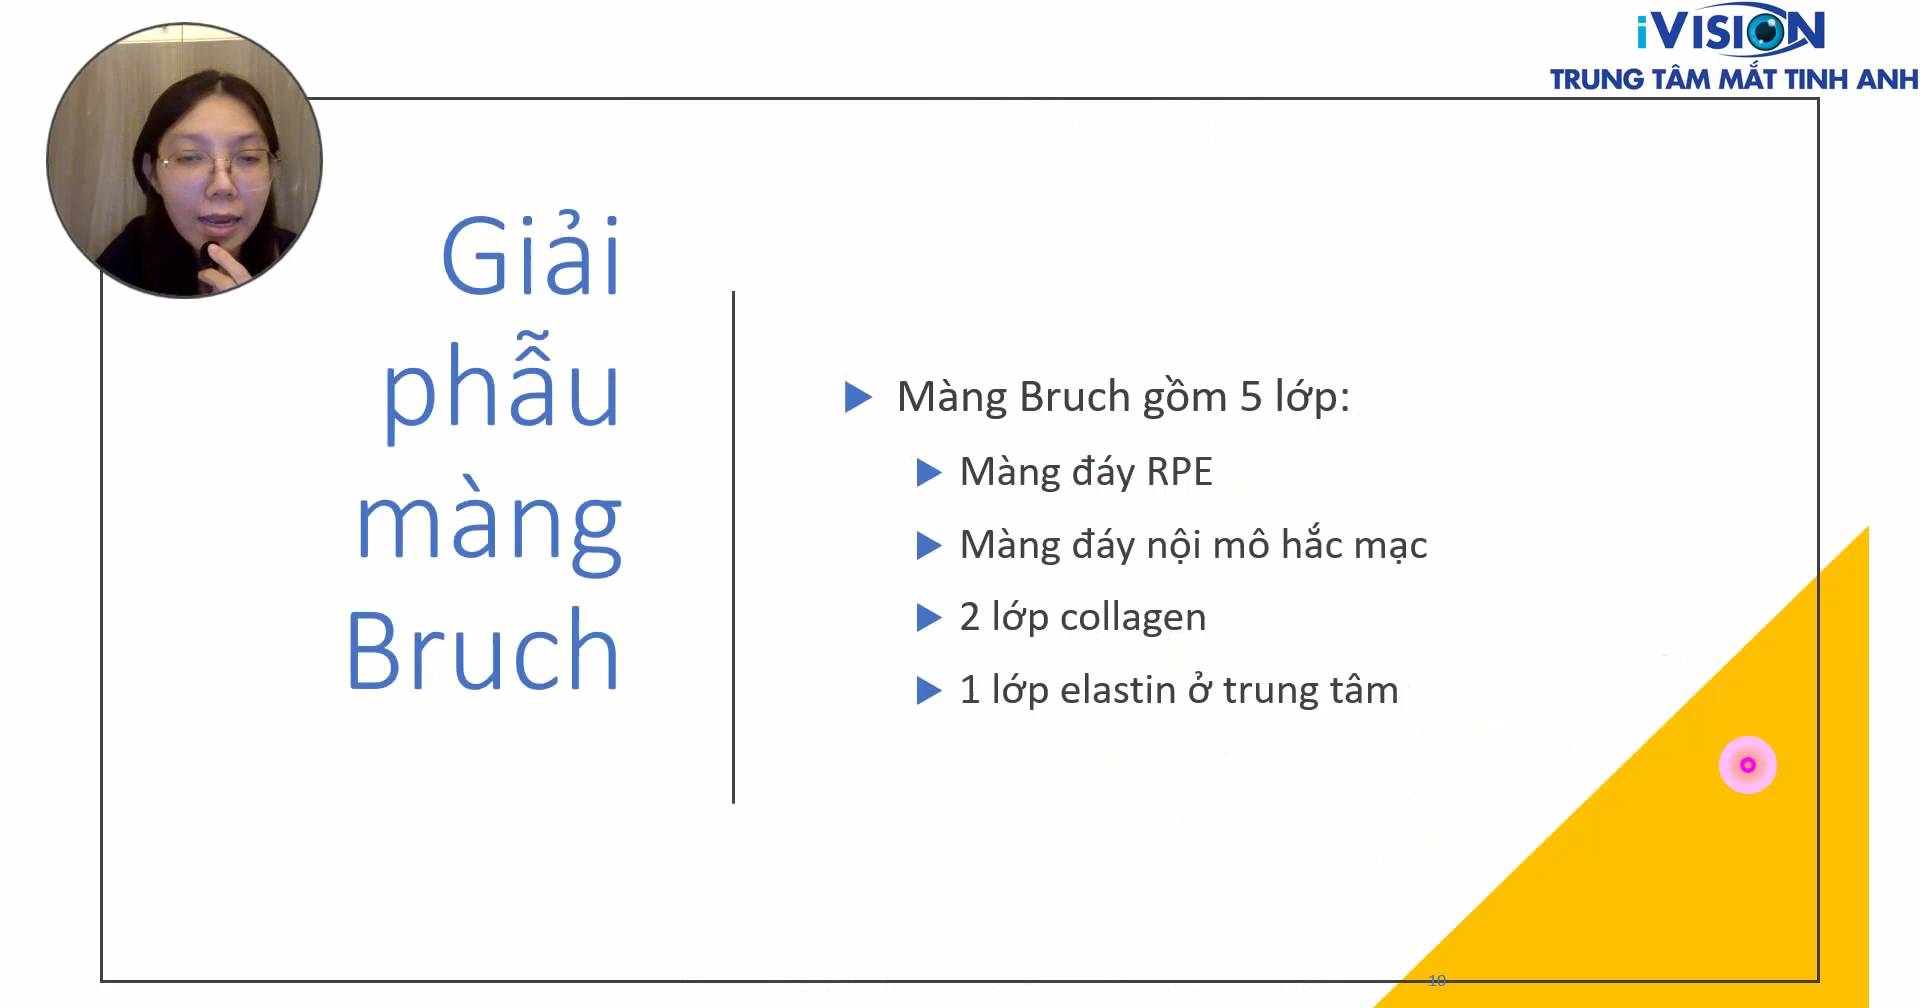 iVISION
TRUNG TÂM MẮT TINH ANH
Giải
phẫu
màng
Bruch
Màng Bruch gồm 5 lớp:
Màng đáy RPE
Màng đáy nội mô hắc mạc
2 lớp collagen
1 lớp elastin ở trung tâm